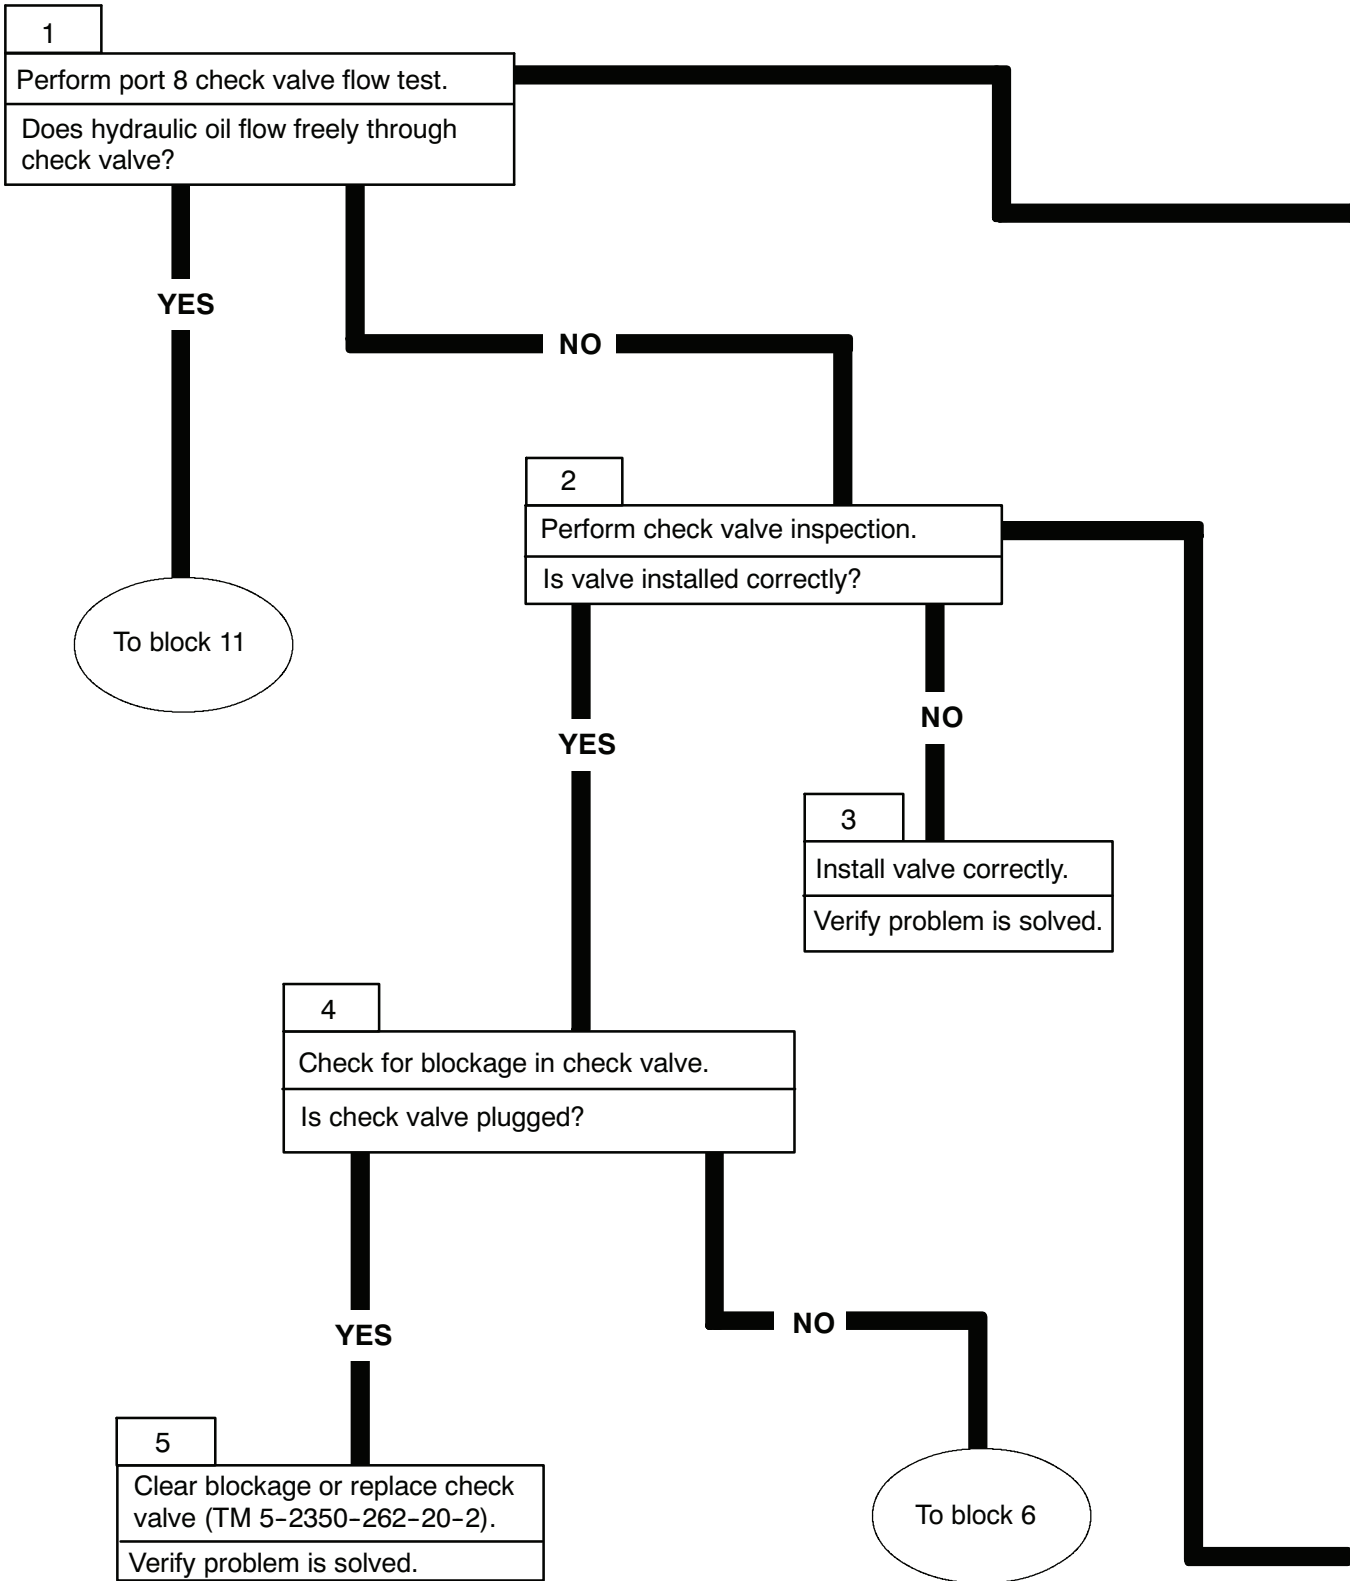 1
Perform port 8 check valve flow test.
Does hydraulic oil flow freely through
check valve?
YES
NO
2
Perform check valve inspection.
Is valve installed correctly?
To block 11
YES
NO
3
Install valve correctly.
Verify problem is solved.
4
Check for blockage in check valve.
Is check valve plugged?
YES
NO
5
Clear blockage or replace check
valve (TM 5-2350-262-20-2).
Verify problem is solved.
To block 6